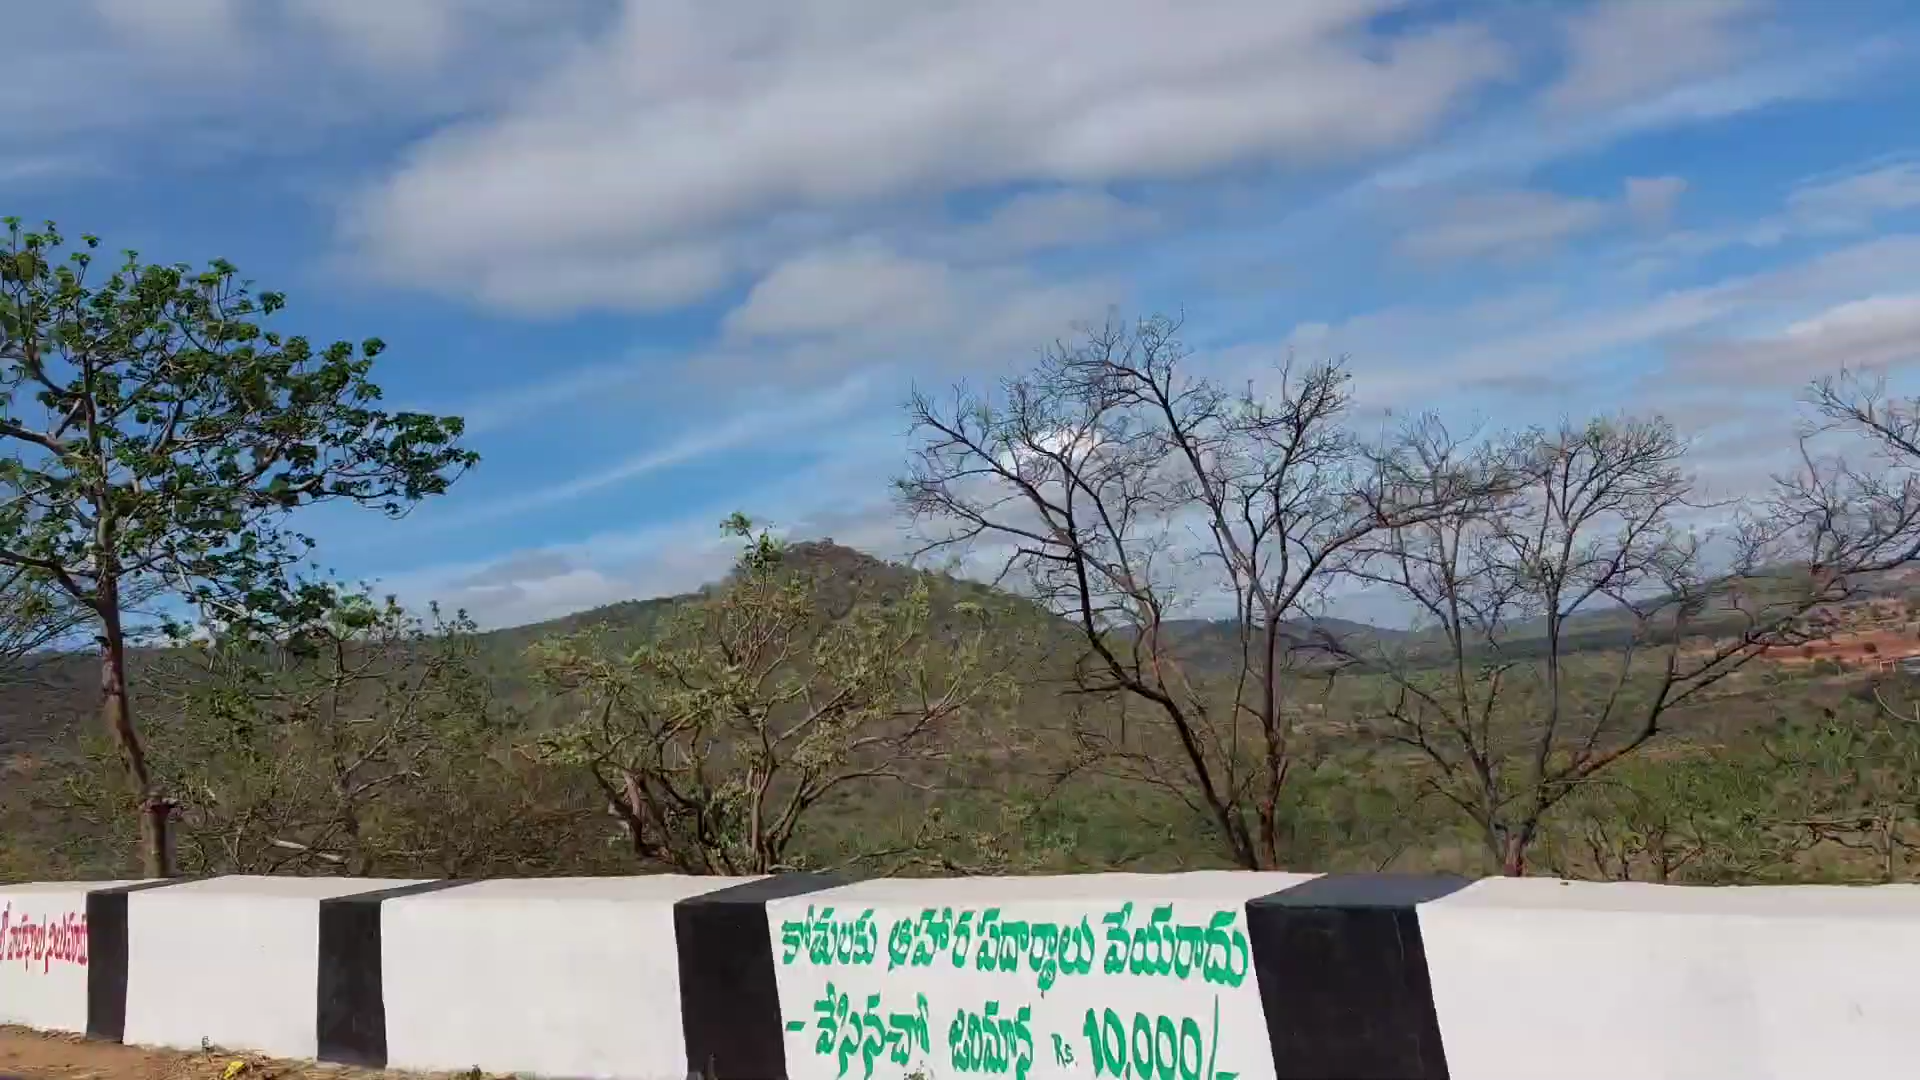 కోతులకు ఆహార పదార్థాలు వేయరాదు
- వేసినచో జరిమాన Rs. 10,000/-